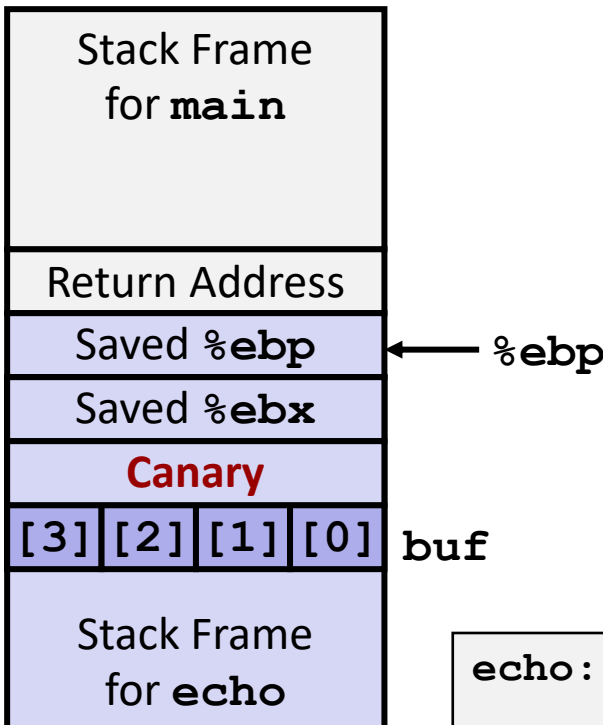 Stack Frame
for main
Return Address
Saved %ebp
%ebp
Saved %ebx
Canary
[3] [2] [1] [0] buf
Stack Frame
for echo
echo: